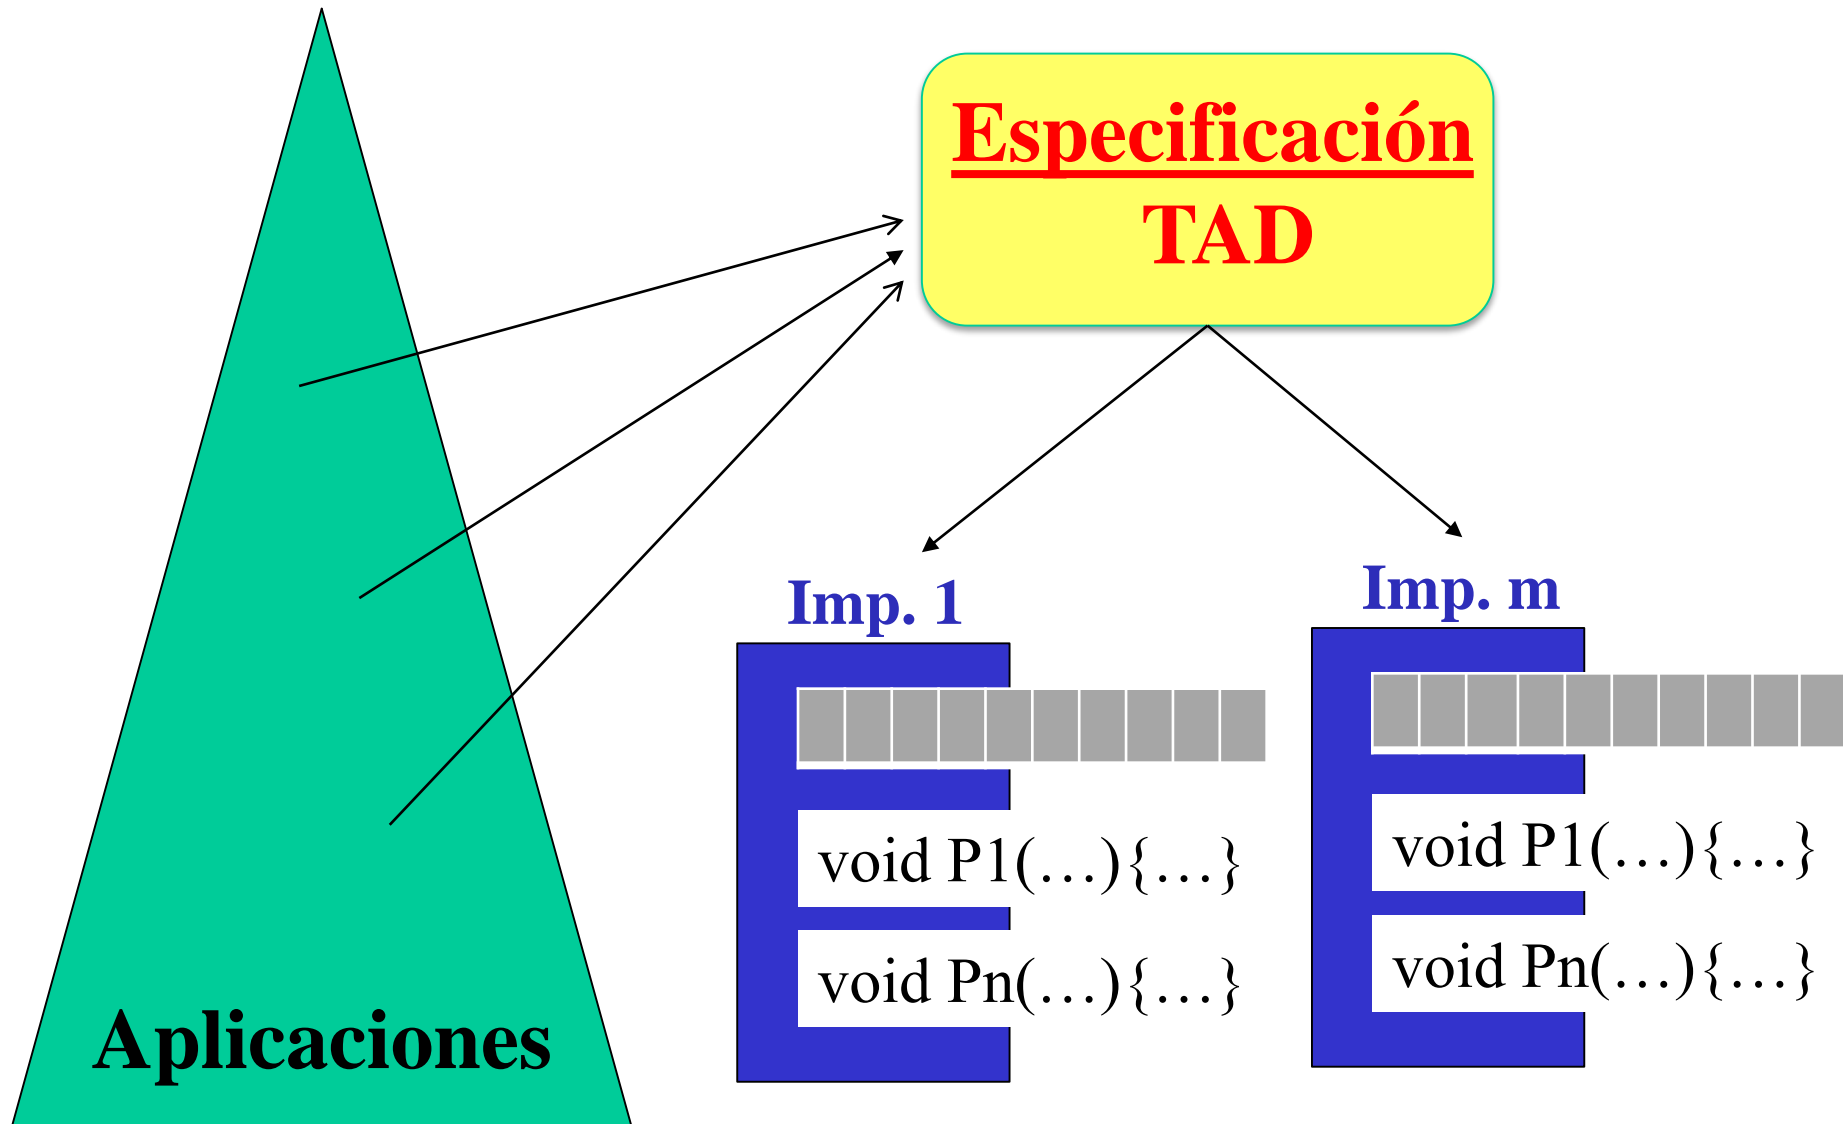 Especificación
TAD
Imp. 1
Imp. m
void P1(…){…}
void P1(…){…}
void Pn(…){…}
void Pn(…){…}
Aplicaciones